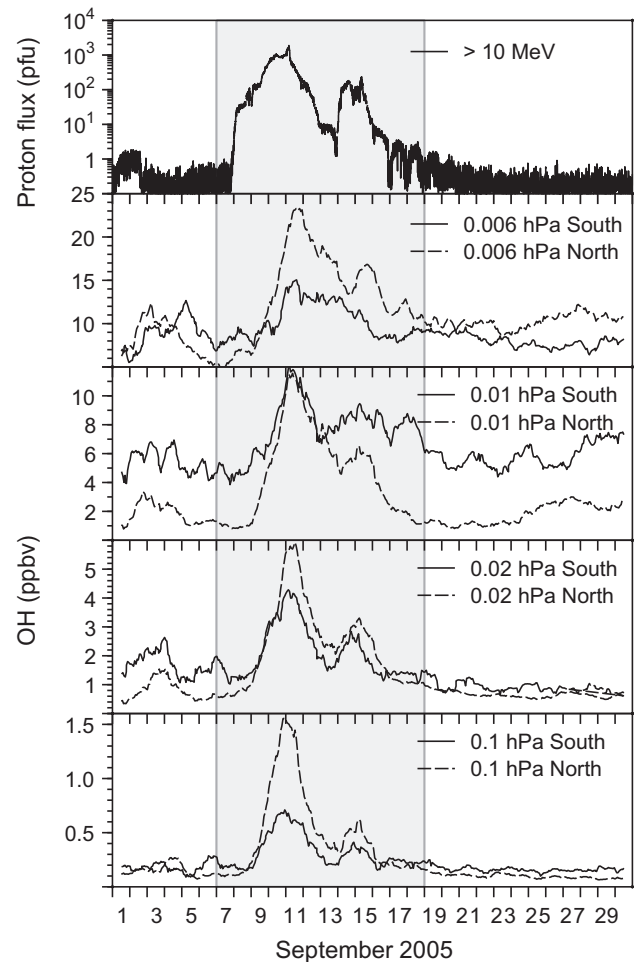 10⁴
10³
10²
10¹
1
Proton flux (pfu)
> 10 MeV
25
20
15
10
0.006 hPa South
0.006 hPa North
10
8
6
4
2
0.01 hPa South
0.01 hPa North
OH (ppbv)
5
4
3
2
1
0.02 hPa South
0.02 hPa North
1.5
1.0
0.5
0.1 hPa South
0.1 hPa North
1 3 5 7 9 11 13 15 17 19 21 23 25 27 29
September 2005